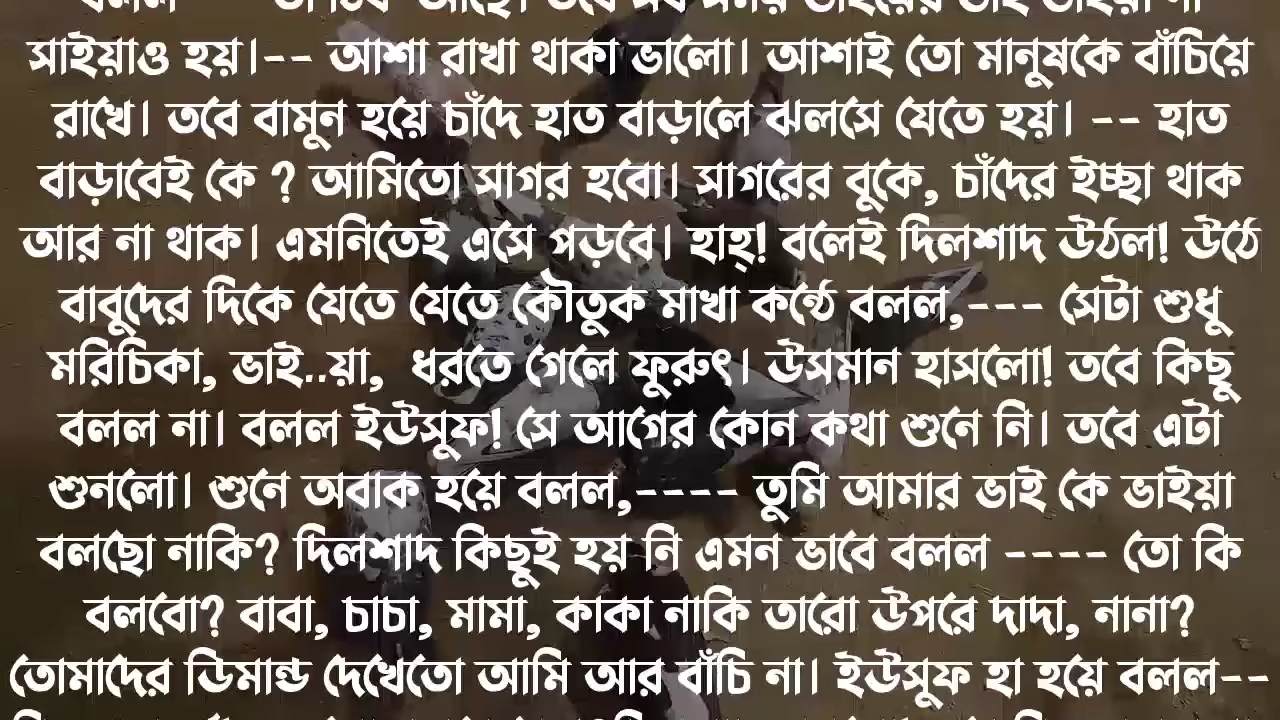 সাইয়াও হয়।-- আশা রাখা থাকা ভালো। আশাই তো মানুষকে বাঁচিয়ে
রাখে। তবে বামুন হয়ে চাঁদে হাত বাড়ালে ঝলসে যেতে হয়। -- হাত
বাড়াবেই কে ? আমিতো সাগর হবো। সাগরের বুকে, চাঁদের ইচ্ছা থাক
আর না থাক। এমনিতেই এসে পড়বে। হাহ্! বলেই দিলশাদ উঠল! উঠে
বাবুদের দিকে যেতে যেতে কৌতুক মাখা কন্ঠে বলল,--- সেটা শুধু
মরিচিকা, ভাই..য়া, ধরতে গেলে ফুরুৎ। উসমান হাসলো! তবে কিছু
বলল না। বলল ইউসুফ! সে আগের কোন কথা শুনে নি। তবে এটা
শুনলো। শুনে অবাক হয়ে বলল,---- তুমি আমার ভাই কে ভাইয়া
বলছো নাকি? দিলশাদ কিছুই হয় নি এমন ভাবে বলল ---- তো কি
বলবো? বাবা, চাচা, মামা, কাকা নাকি তারো উপরে দাদা, নানা?
তোমাদের ডিমান্ড দেখেতো আমি আর বাঁচি না। ইউসুফ হা হয়ে বলল--